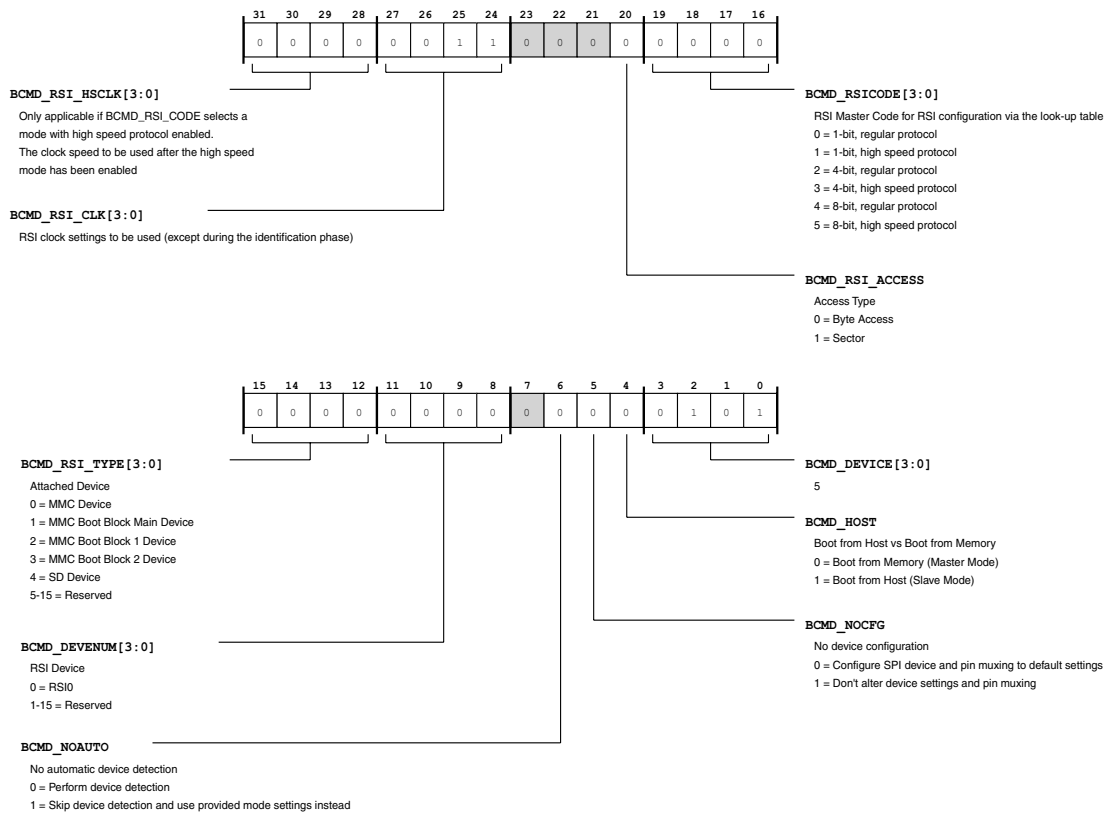 31 30 29 28 27 26 25 24 23 22 21 20 19 18 17 16
0 0 0 0 0 0 1 1 0 0 0 0 0 0 0 0
BCMD_RSI_HSCLK[3:0]
Only applicable if BCMD_RSI_CODE selects a
mode with high speed protocol enabled.
The clock speed to be used after the high speed
mode has been enabled
BCMD_RSI_CLK[3:0]
RSI clock settings to be used (except during the identification phase)
BCMD_RSICODE[3:0]
RSI Master Code for RSI configuration via the look-up table
0 = 1-bit, regular protocol
1 = 1-bit, high speed protocol
2 = 4-bit, regular protocol
3 = 4-bit, high speed protocol
4 = 8-bit, regular protocol
5 = 8-bit, high speed protocol
BCMD_RSI_ACCESS
Access Type
0 = Byte Access
1 = Sector
15 14 13 12 11 10 9 8 7 6 5 4 3 2 1 0
0 0 0 0 0 0 0 0 0 0 0 0 0 1 0 1
BCMD_RSI_TYPE[3:0]
Attached Device
0 = MMC Device
1 = MMC Boot Block Main Device
2 = MMC Boot Block 1 Device
3 = MMC Boot Block 2 Device
4 = SD Device
5-15 = Reserved
BCMD_DEVENUM[3:0]
RSI Device
0 = RSI0
1-15 = Reserved
BCMD_NOAUTO
No automatic device detection
0 = Perform device detection
1 = Skip device detection and use provided mode settings instead
BCMD_DEVICE[3:0]
5
BCMD_HOST
Boot from Host vs Boot from Memory
0 = Boot from Memory (Master Mode)
1 = Boot from Host (Slave Mode)
BCMD_NOCFG
No device configuration
0 = Configure SPI device and pin muxing to default settings
1 = Don't alter device settings and pin muxing